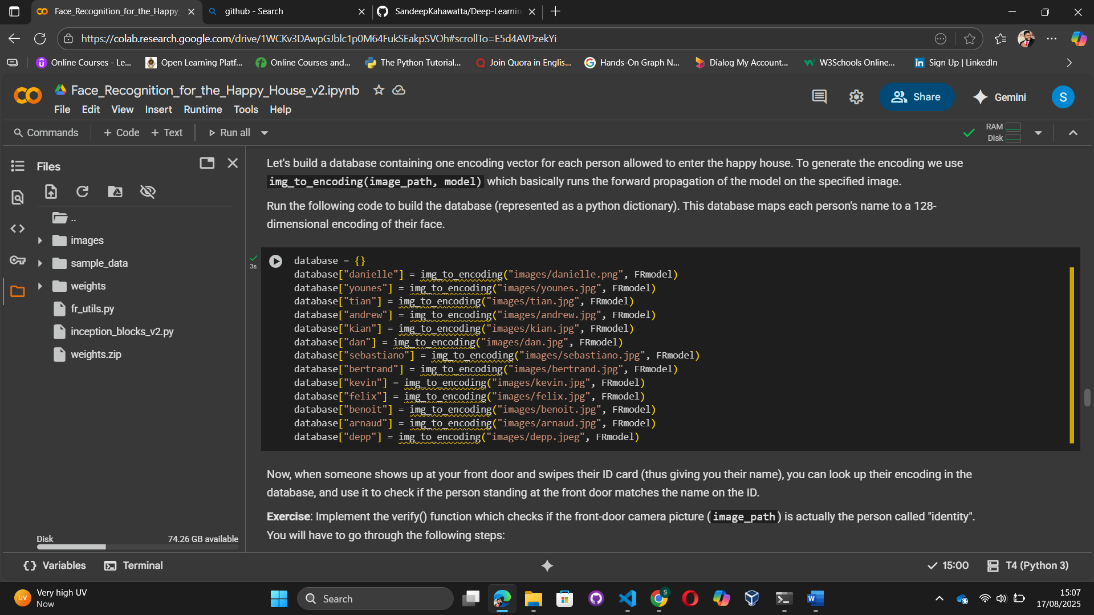 Face_Recognition_for_the_Happy
github - Search
SandeepKahawatta/Deep-Learnin
https://colab.research.google.com/drive/1WCKv3DAwpGJblc1p0M64FukSEakpSVOh#scrollTo=E5d4AVPzekYi
Online Courses - Le...
Open Learning Platf...
Online Courses and...
The Python Tutorial...
Join Quora in Englis...
Hands-On Graph N...
Dialog My Account...
W3Schools Online...
Sign Up | LinkedIn
Face_Recognition_for_the_Happy_House_v2.ipynb
File Edit View Insert Runtime Tools Help
Share
Gemini
S
Commands + Code + Text Run all
RAM
Disk
Files
..
images
sample_data
weights
fr_utils.py
inception_blocks_v2.py
weights.zip
Disk 74.26 GB available
Let's build a database containing one encoding vector for each person allowed to enter the happy house. To generate the encoding we use
img_to_encoding(image_path, model) which basically runs the forward propagation of the model on the specified image.
Run the following code to build the database (represented as a python dictionary). This database maps each person's name to a 128-
dimensional encoding of their face.
3s
database = {}
database["danielle"] = img_to_encoding("images/danielle.png", FRmodel)
database["younes"] = img_to_encoding("images/younes.jpg", FRmodel)
database["tian"] = img_to_encoding("images/tian.jpg", FRmodel)
database["andrew"] = img_to_encoding("images/andrew.jpg", FRmodel)
database["kian"] = img_to_encoding("images/kian.jpg", FRmodel)
database["dan"] = img_to_encoding("images/dan.jpg", FRmodel)
database["sebastiano"] = img_to_encoding("images/sebastiano.jpg", FRmodel)
database["bertrand"] = img_to_encoding("images/bertrand.jpg", FRmodel)
database["kevin"] = img_to_encoding("images/kevin.jpg", FRmodel)
database["felix"] = img_to_encoding("images/felix.jpg", FRmodel)
database["benoit"] = img_to_encoding("images/benoit.jpg", FRmodel)
database["arnaud"] = img_to_encoding("images/arnaud.jpg", FRmodel)
database["depp"] = img_to_encoding("images/depp.jpeg", FRmodel)
Now, when someone shows up at your front door and swipes their ID card (thus giving you their name), you can look up their encoding in the
database, and use it to check if the person standing at the front door matches the name on the ID.
Exercise: Implement the verify() function which checks if the front-door camera picture (image_path) is actually the person called "identity".
You will have to go through the following steps:
Variables
Terminal
15:00
T4 (Python 3)
Very high UV
Now
Search
15:07
17/08/2025